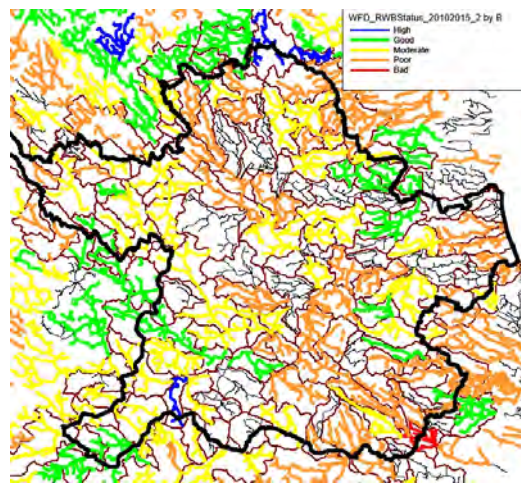 WFD_RWBStatus_20102015_2 by B
High
Good
Moderate
Poor
Bad